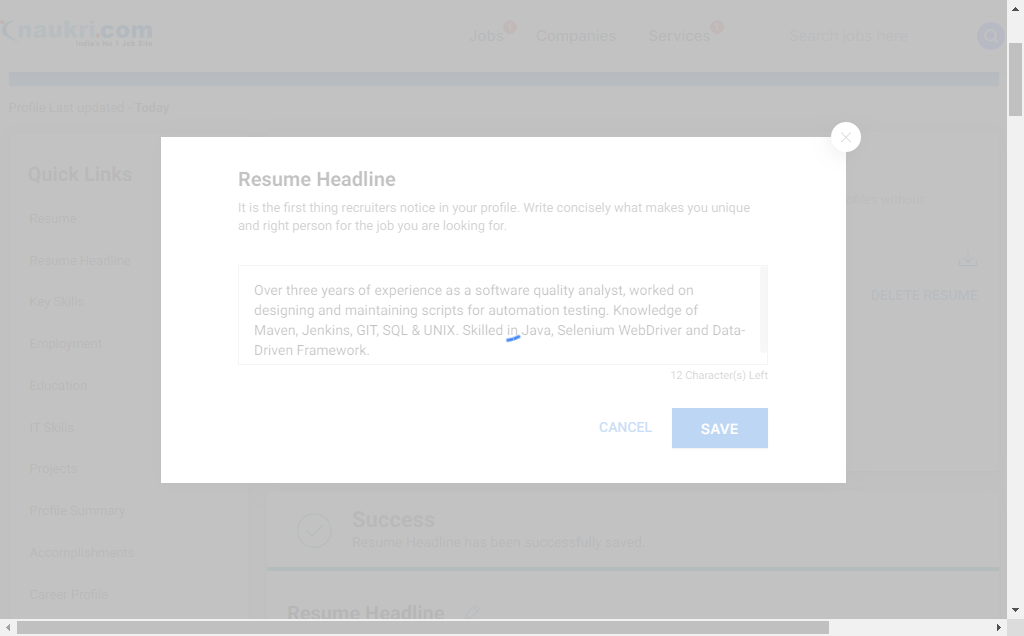 naukri.com
India's No.1 Job Site
Jobs
Companies
Services
Search jobs here
Profile Last updated - Today
Quick Links
Resume
Resume Headline
Key Skills
Employment
Education
IT Skills
Projects
Profile Summary
Accomplishments
Career Profile
Resume Headline
It is the first thing recruiters notice in your profile. Write concisely what makes you unique
and right person for the job you are looking for.
Over three years of experience as a software quality analyst, worked on
designing and maintaining scripts for automation testing. Knowledge of
Maven, Jenkins, GIT, SQL & UNIX. Skilled in Java, Selenium WebDriver and Data-
Driven Framework.
12 Character(s) Left
CANCEL
SAVE
DELETE RESUME
Success
Resume Headline has been successfully saved.
Resume Headline